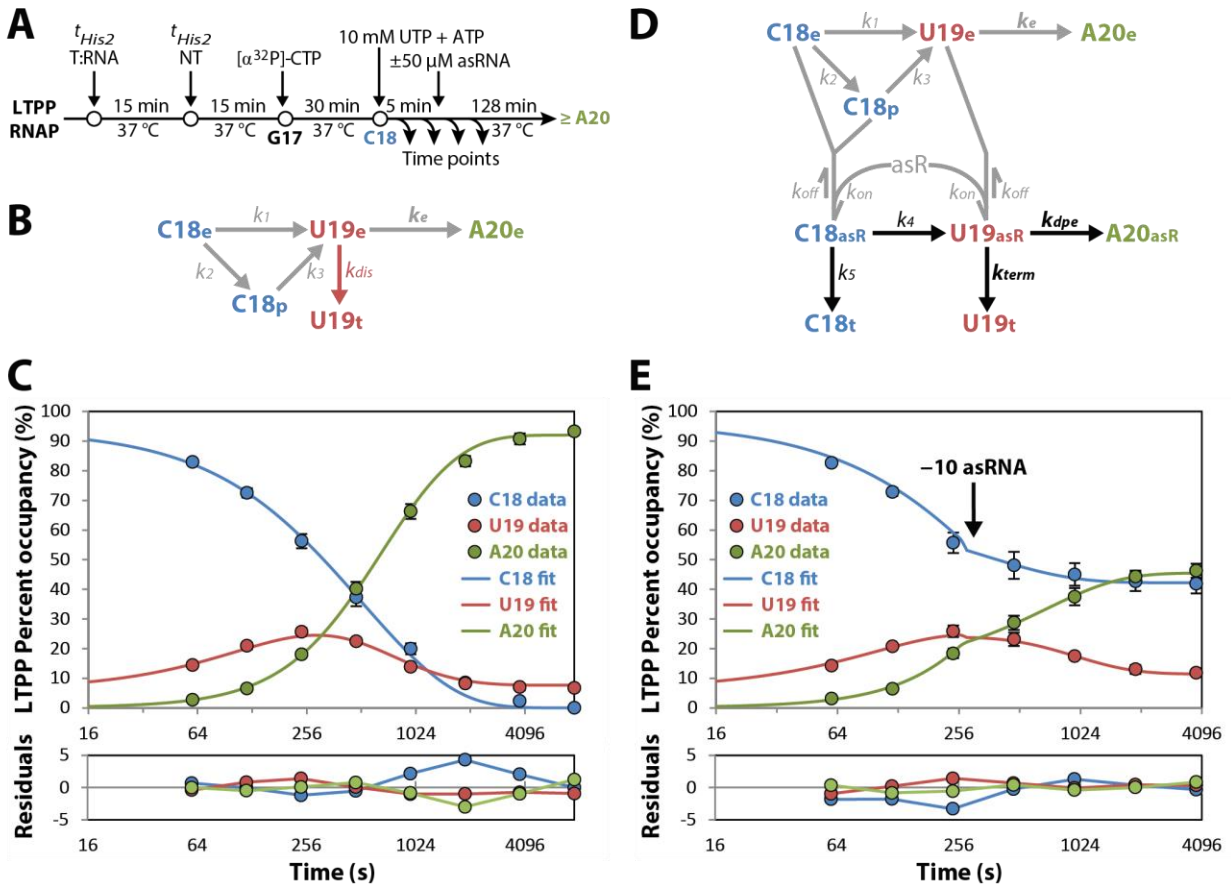 A
tHis2
T:RNA
tHis2
NT
[α32P]-CTP
10 mM UTP + ATP
±50 µM asRNA
LTPP
RNAP
15 min
37 °C
15 min
37 °C
G17
30 min
37 °C
C18
5 min
128 min
37 °C
≥ A20
Time points
B
C18e
k1
U19e
ke
A20e
k2
k3
kdis
C18p
U19t
D
C18e
k1
U19e
ke
A20e
k2
k3
C18p
asR
koff
kon
kon
koff
C18asR
k4
U19asR
kdpe
A20asR
k5
kterm
C18t
U19t
C
LTPP Percent occupancy (%)
100
90
80
70
60
50
40
30
20
10
0
C18 data
U19 data
A20 data
C18 fit
U19 fit
A20 fit
16
64
256
1024
4096
Residuals
5
0
-5
16
64
256
1024
4096
Time (s)
E
LTPP Percent occupancy (%)
100
90
80
70
60
50
40
30
20
10
0
−10 asRNA
C18 data
U19 data
A20 data
C18 fit
U19 fit
A20 fit
16
64
256
1024
4096
Residuals
5
0
-5
16
64
256
1024
4096
Time (s)